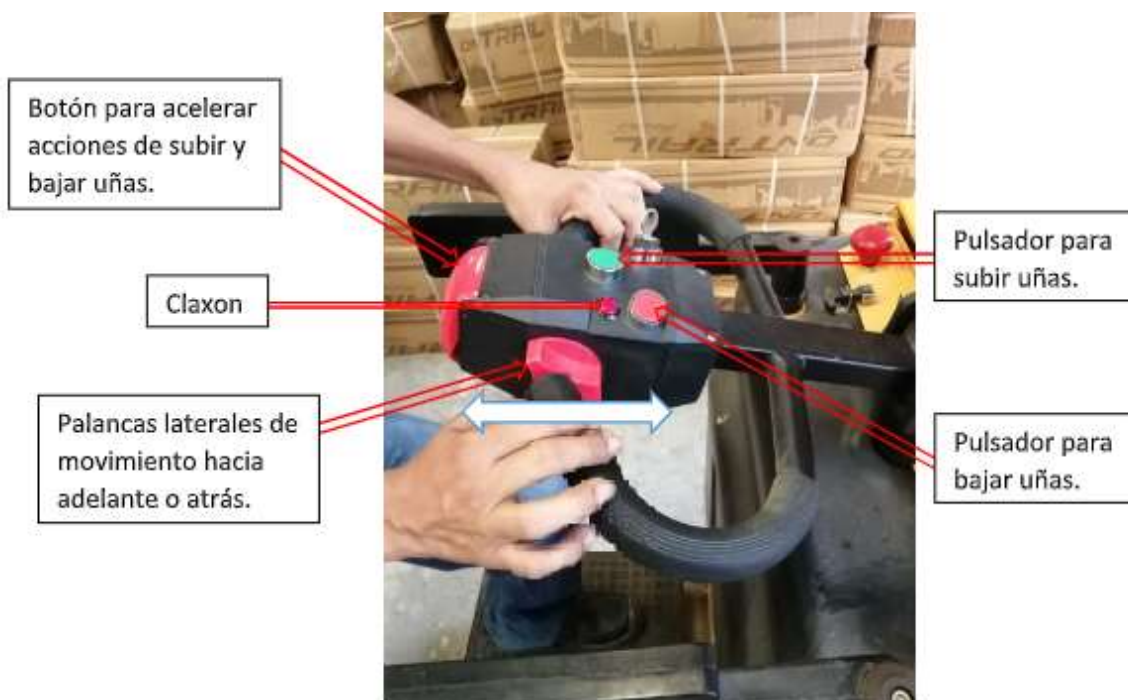 Botón para acelerar
acciones de subir y
bajar uñas.
Claxon
Palancas laterales de
movimiento hacia
adelante o atrás.
Pulsador para
subir uñas.
Pulsador para
bajar uñas.
ONTRAIL